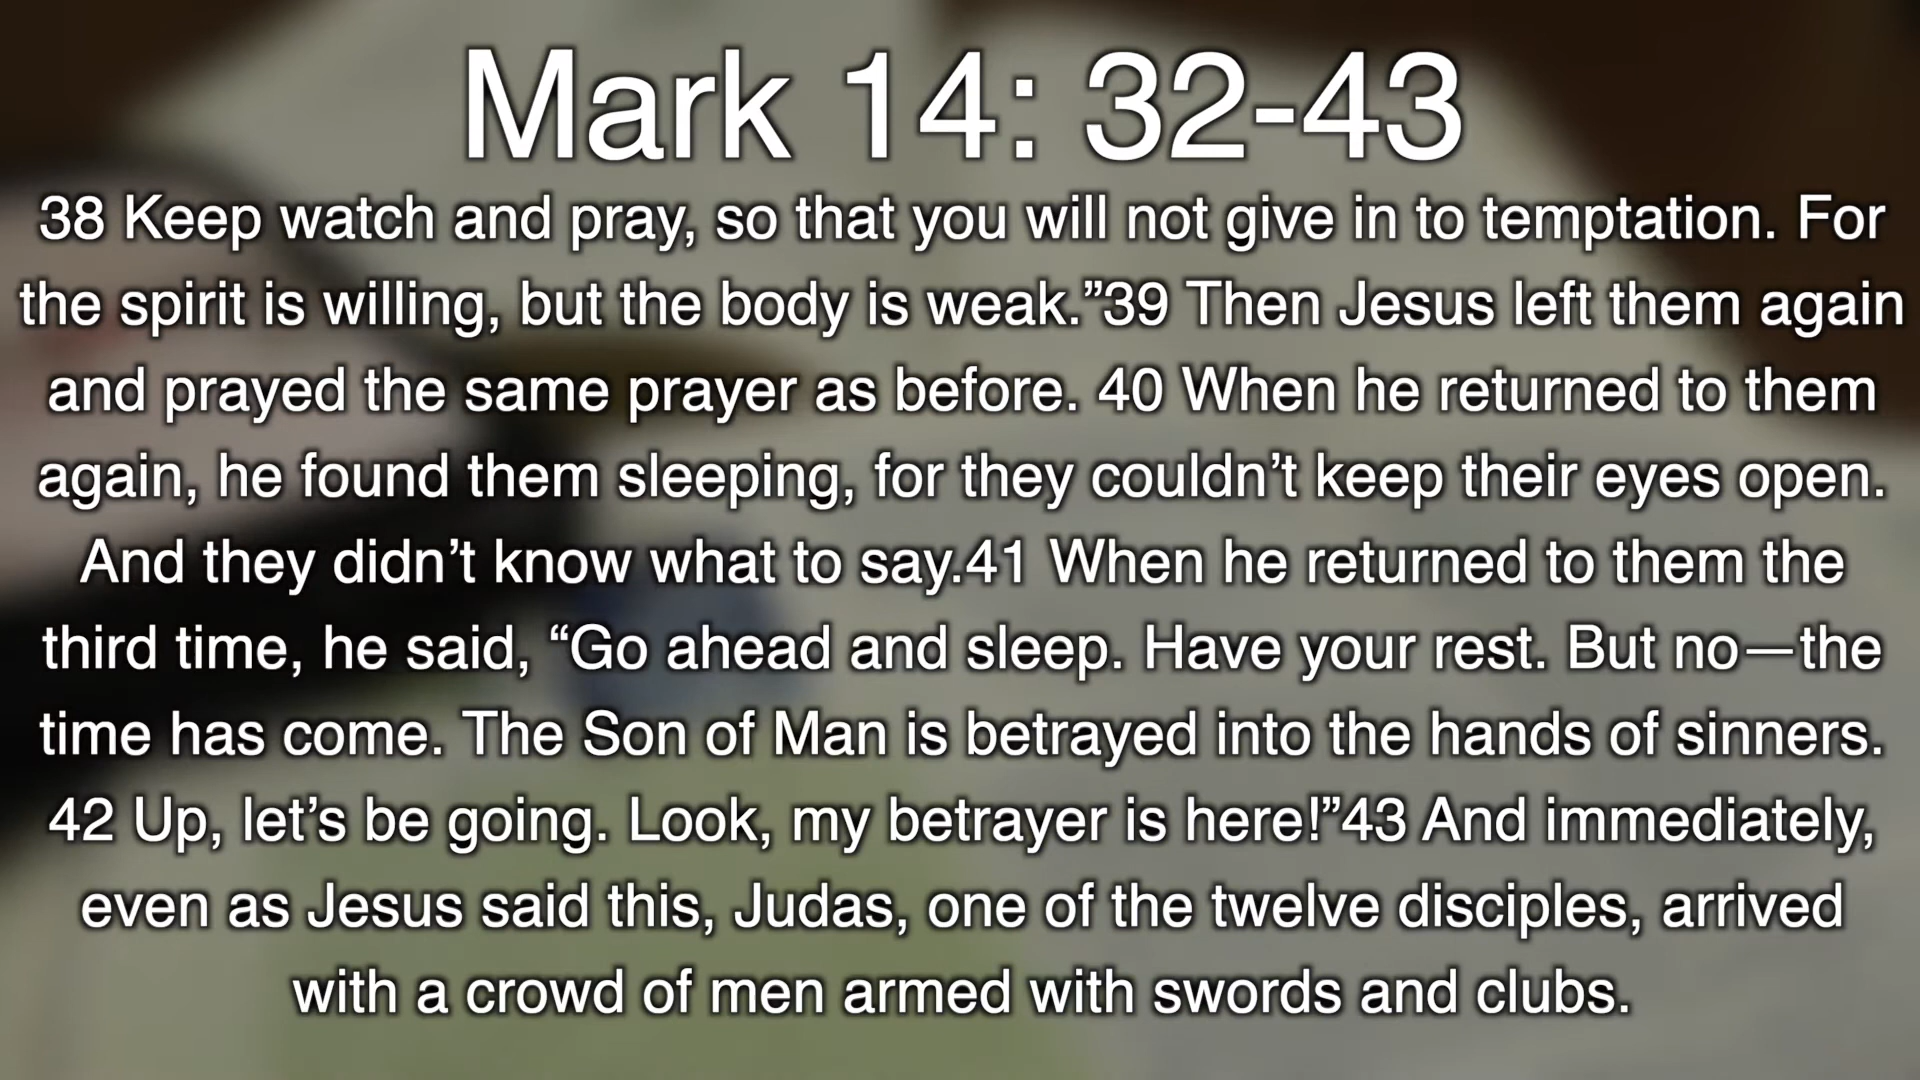 Mark 14: 32-43
38 Keep watch and pray, so that you will not give in to temptation. For
the spirit is willing, but the body is weak.”39 Then Jesus left them again
and prayed the same prayer as before. 40 When he returned to them
again, he found them sleeping, for they couldn’t keep their eyes open.
And they didn’t know what to say.41 When he returned to them the
third time, he said, “Go ahead and sleep. Have your rest. But no—the
time has come. The Son of Man is betrayed into the hands of sinners.
42 Up, let’s be going. Look, my betrayer is here!”43 And immediately,
even as Jesus said this, Judas, one of the twelve disciples, arrived
with a crowd of men armed with swords and clubs.